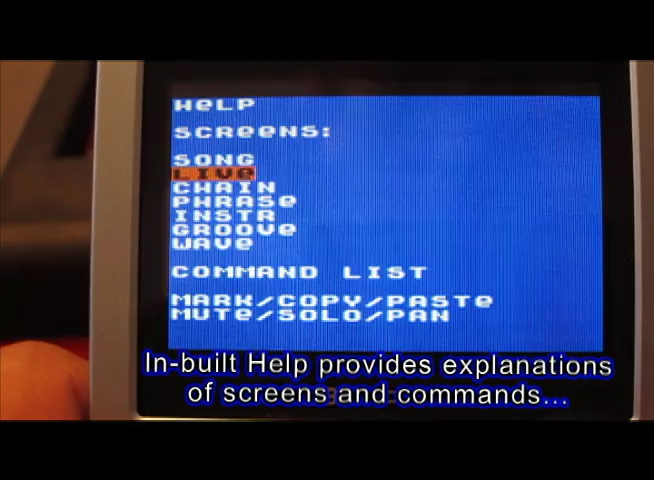 HELP
SCREENS:
SONG
LIVE
CHAIN
PHRASE
INSTR
GROOVE
WAVE
COMMAND LIST
MARK/COPY/PASTE
MUTE/SOLO/PAN
In-built Help provides explanations
of screens and commands...